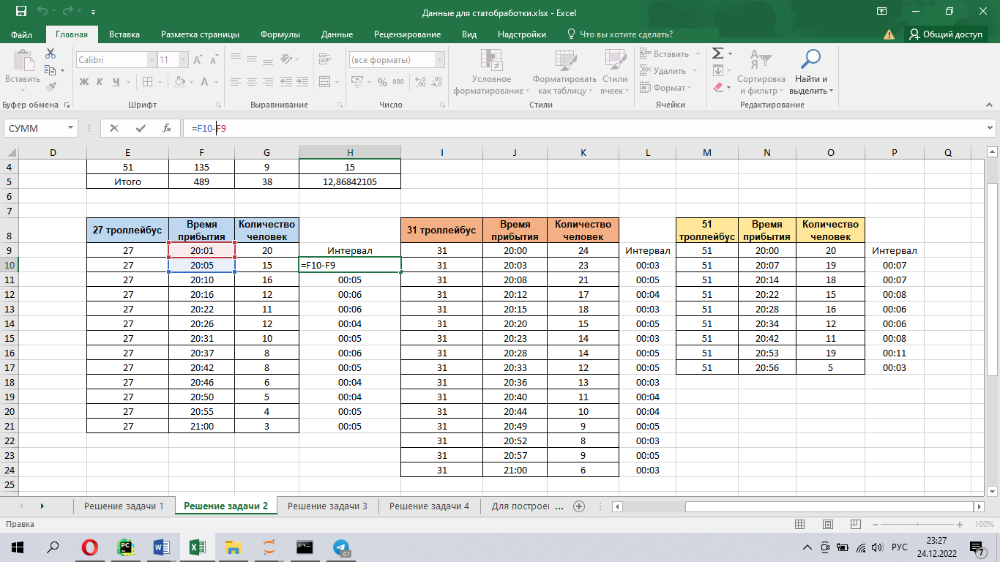 Данные для статобработки.xlsx - Excel
Файл Главная Вставка Разметка страницы Формулы Данные Рецензирование Вид Надстройки Что вы хотите сделать? Общий доступ
Вставить
Calibri 11
Ж К Ч
(все форматы)
% 000
Условное форматирование
Форматировать как таблицу
Стили ячеек
Вставить
Удалить
Формат
Сортировка и фильтр
Найти и выделить
Буфер обмена Шрифт Выравнивание Число Стили Ячейки Редактирование
СУММ fx =F10-F9
D E F G H I J K L M N O P Q
4 51 135 9 15
5 Итого 489 38 12,86842105
6
7
8 27 троллейбус Время прибытия Количество человек 31 троллейбус Время прибытия Количество человек 51 троллейбус Время прибытия Количество человек
9 27 20:01 20 Интервал 31 20:00 24 Интервал 51 20:00 20 Интервал
10 27 20:05 15 =F10-F9 31 20:03 23 00:03 51 20:07 19 00:07
11 27 20:10 16 00:05 31 20:08 21 00:05 51 20:14 18 00:07
12 27 20:16 12 00:06 31 20:12 17 00:04 51 20:22 15 00:08
13 27 20:22 11 00:06 31 20:15 18 00:03 51 20:28 16 00:06
14 27 20:26 12 00:04 31 20:20 15 00:05 51 20:34 12 00:06
15 27 20:31 10 00:05 31 20:23 14 00:03 51 20:42 11 00:08
16 27 20:37 8 00:06 31 20:28 14 00:05 51 20:53 19 00:11
17 27 20:42 8 00:05 31 20:33 12 00:05 51 20:56 5 00:03
18 27 20:46 6 00:04 31 20:36 13 00:03
19 27 20:50 5 00:04 31 20:40 11 00:04
20 27 20:55 4 00:05 31 20:44 10 00:04
21 27 21:00 3 00:05 31 20:49 9 00:05
22 31 20:52 8 00:03
23 31 20:57 9 00:05
24 31 21:00 6 00:03
25
Решение задачи 1 Решение задачи 2 Решение задачи 3 Решение задачи 4 Для построен ...
Правка 100%
РУС 23:27
24.12.2022 7